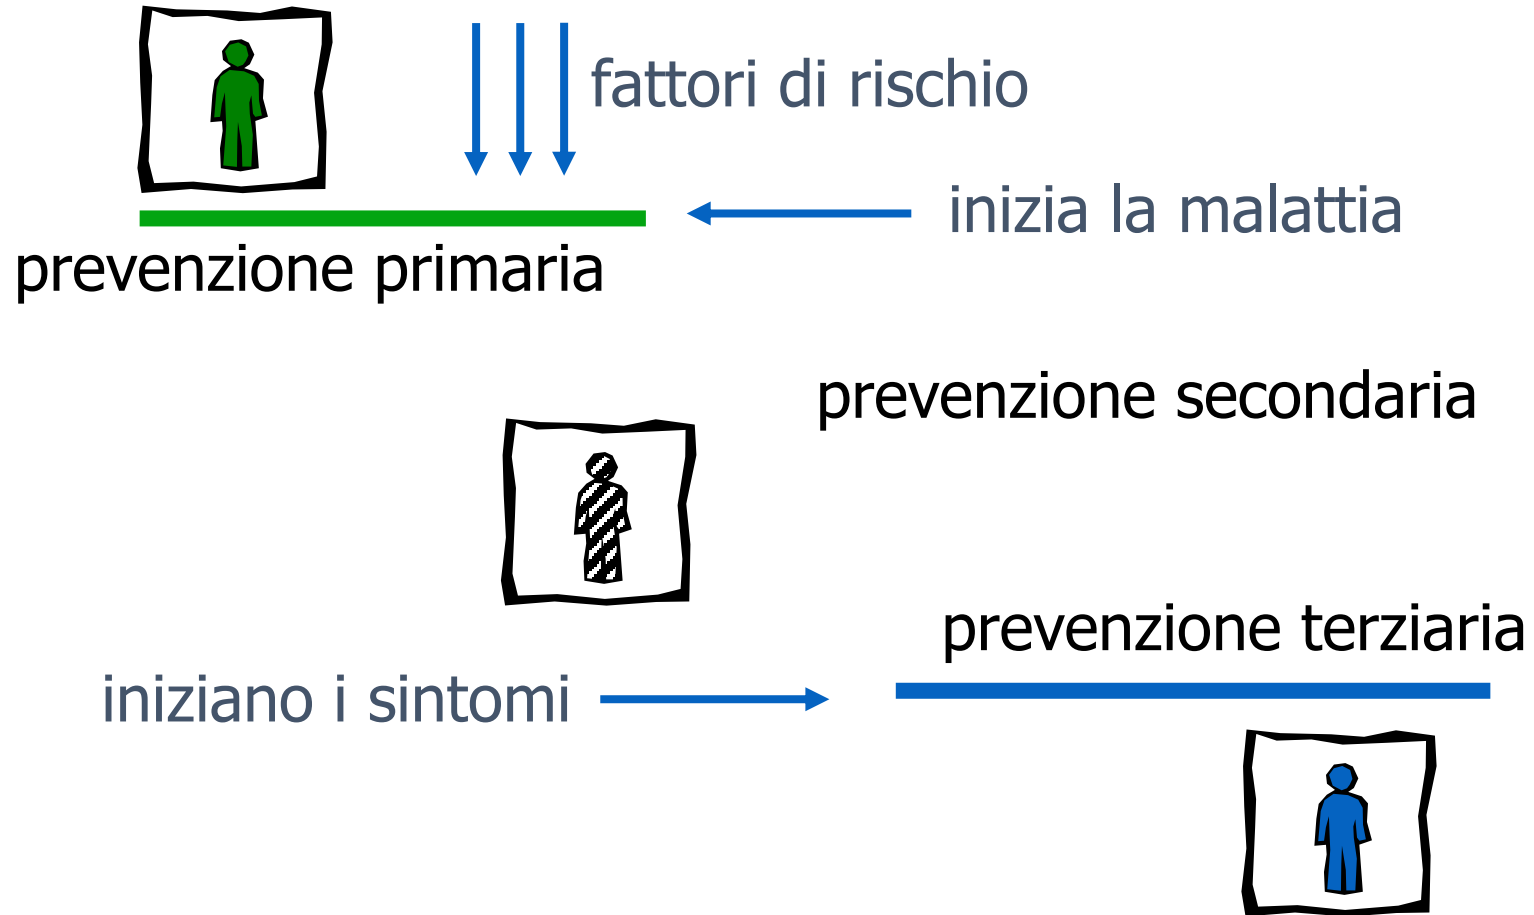 fattori di rischio
inizia la malattia
prevenzione primaria
prevenzione secondaria
prevenzione terziaria
iniziano i sintomi